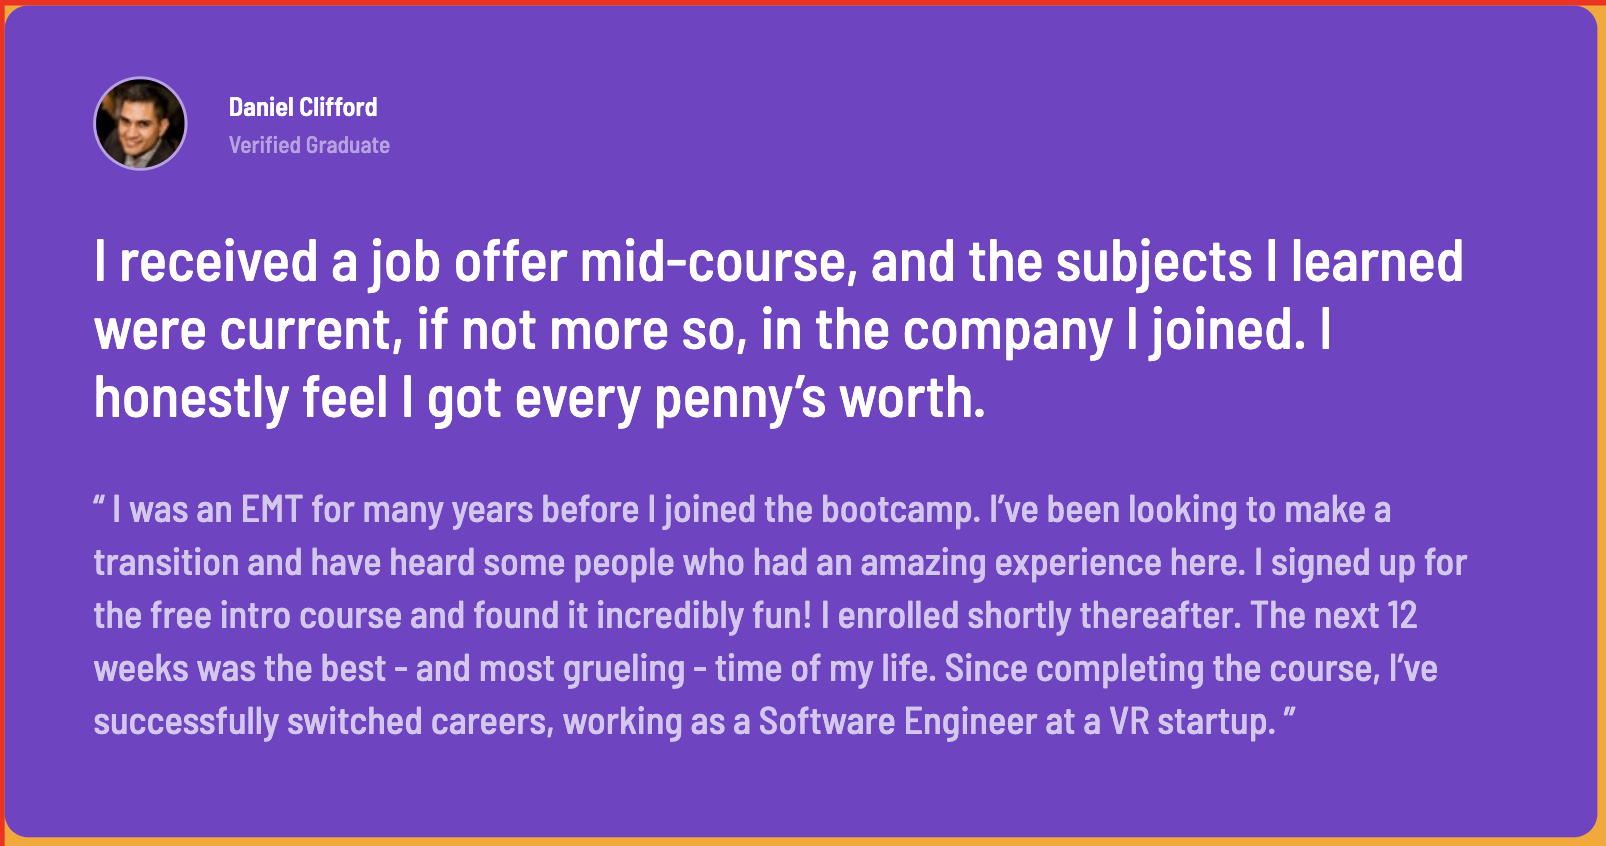 Daniel Clifford
Verified Graduate
I received a job offer mid-course, and the subjects I learned
were current, if not more so, in the company I joined. I
honestly feel I got every penny’s worth.
“ I was an EMT for many years before I joined the bootcamp. I’ve been looking to make a
transition and have heard some people who had an amazing experience here. I signed up for
the free intro course and found it incredibly fun! I enrolled shortly thereafter. The next 12
weeks was the best - and most grueling - time of my life. Since completing the course, I’ve
successfully switched careers, working as a Software Engineer at a VR startup. ”